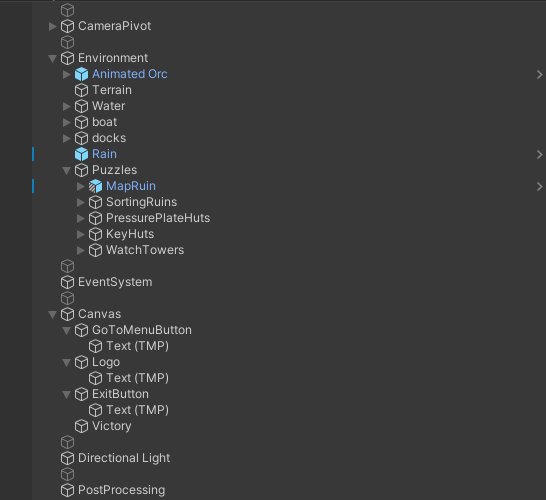 CameraPivot
Environment
Animated Orc
Terrain
Water
boat
docks
Rain
Puzzles
MapRuin
SortingRuins
PressurePlateHuts
KeyHuts
WatchTowers
EventSystem
Canvas
GoToMenuButton
Text (TMP)
Logo
Text (TMP)
ExitButton
Text (TMP)
Victory
Directional Light
PostProcessing